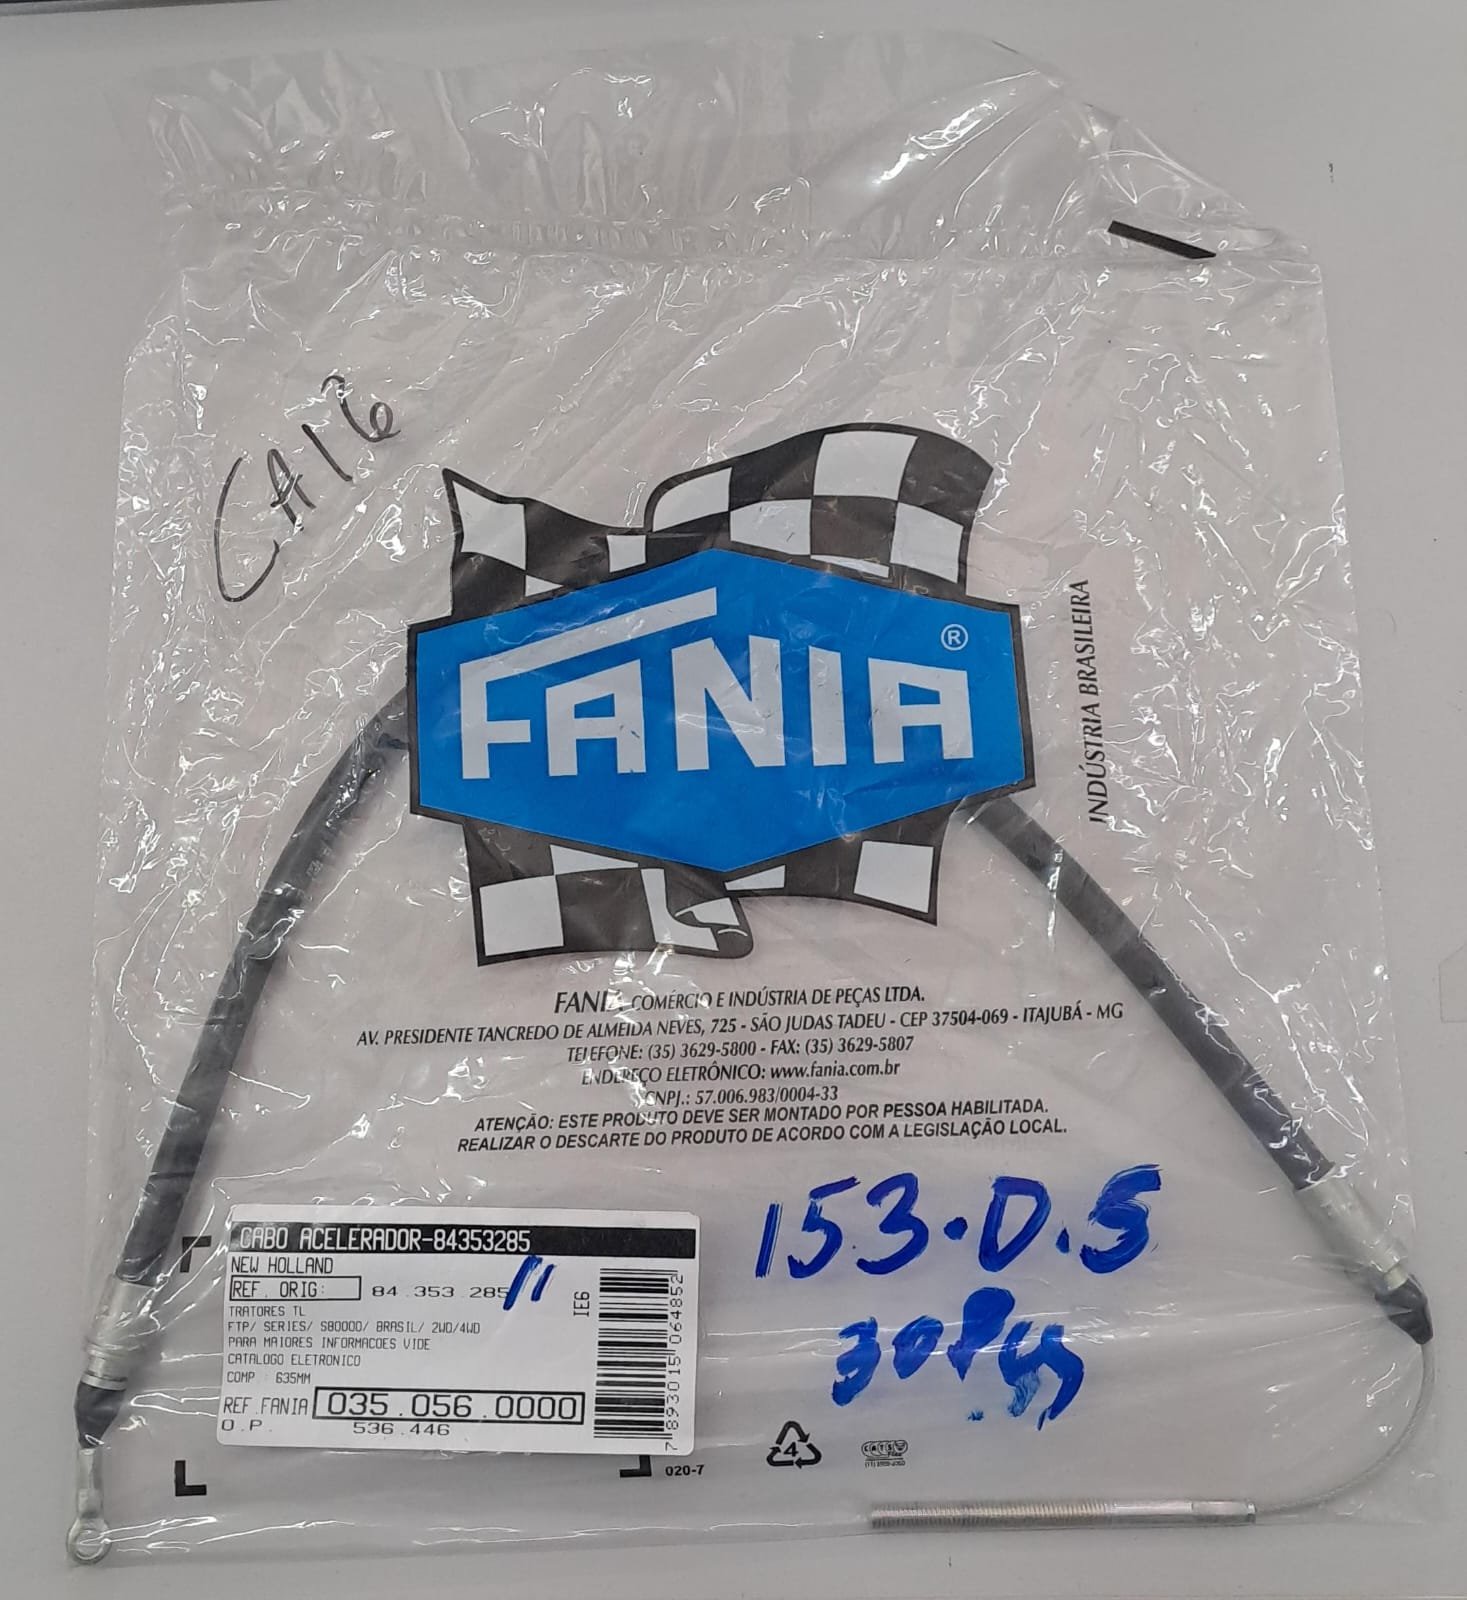 CA16
FANIA
®
INDÚSTRIA BRASILEIRA
COMÉRCIO E INDÚSTRIA DE PEÇAS LTDA.
AV. PRESIDENTE TANCREDO DE ALMEIDA NEVES, 725 - SÃO JUDAS TADEU - CEP 37504-069 - ITAJUBÁ - MG
TELEFONE: (35) 3629-5800 - FAX: (35) 3629-5807
ENDEREÇO ELETRÔNICO: www.fania.com.br
CNPJ.: 57.006.983/0004-33
ATENÇÃO: ESTE PRODUTO DEVE SER MONTADO POR PESSOA HABILITADA.
REALIZAR O DESCARTE DO PRODUTO DE ACORDO COM A LEGISLAÇÃO LOCAL.
153.D.5
CABO ACELERADOR-84353285
NEW HOLLAND
REF. ORIG: 84.353.285
TRATORES TL
FTP/ SERIES/ S8000D/ BRASIL/ 2WD/4WD
PARA MAIORES INFORMACOES VIDE
CATALOGO ELETRONICO
COMP : 635MM
REF.FANIA 035.056.0000
O.P. 536.446
IE6
7 893015 064852
4
020-7